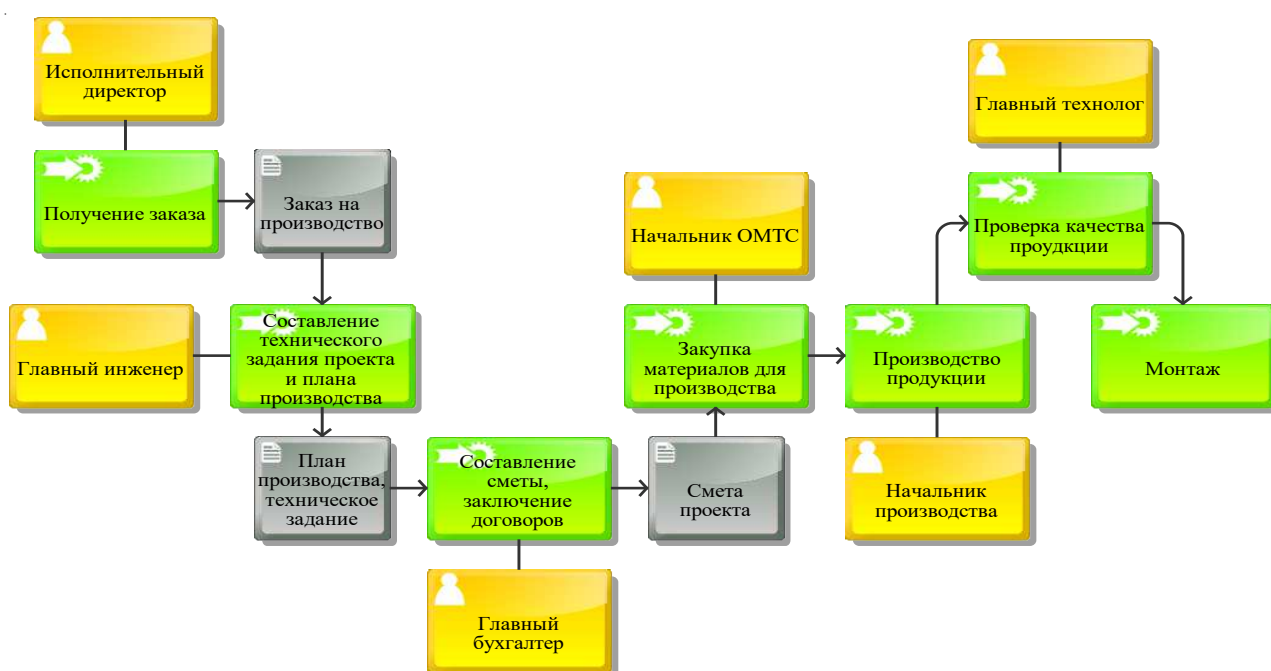 Исполнительный
директор
Получение заказа
Заказ на
производство
Главный инженер
Составление
технического
задания проекта
и плана
производства
План
производства,
техническое
задание
Составление
сметы,
заключение
договоров
Главный
бухгалтер
Смета
проекта
Начальник ОМТС
Закупка
материалов для
производства
Производство
продукции
Начальник
производства
Главный технолог
Проверка качества
проудкции
Монтаж